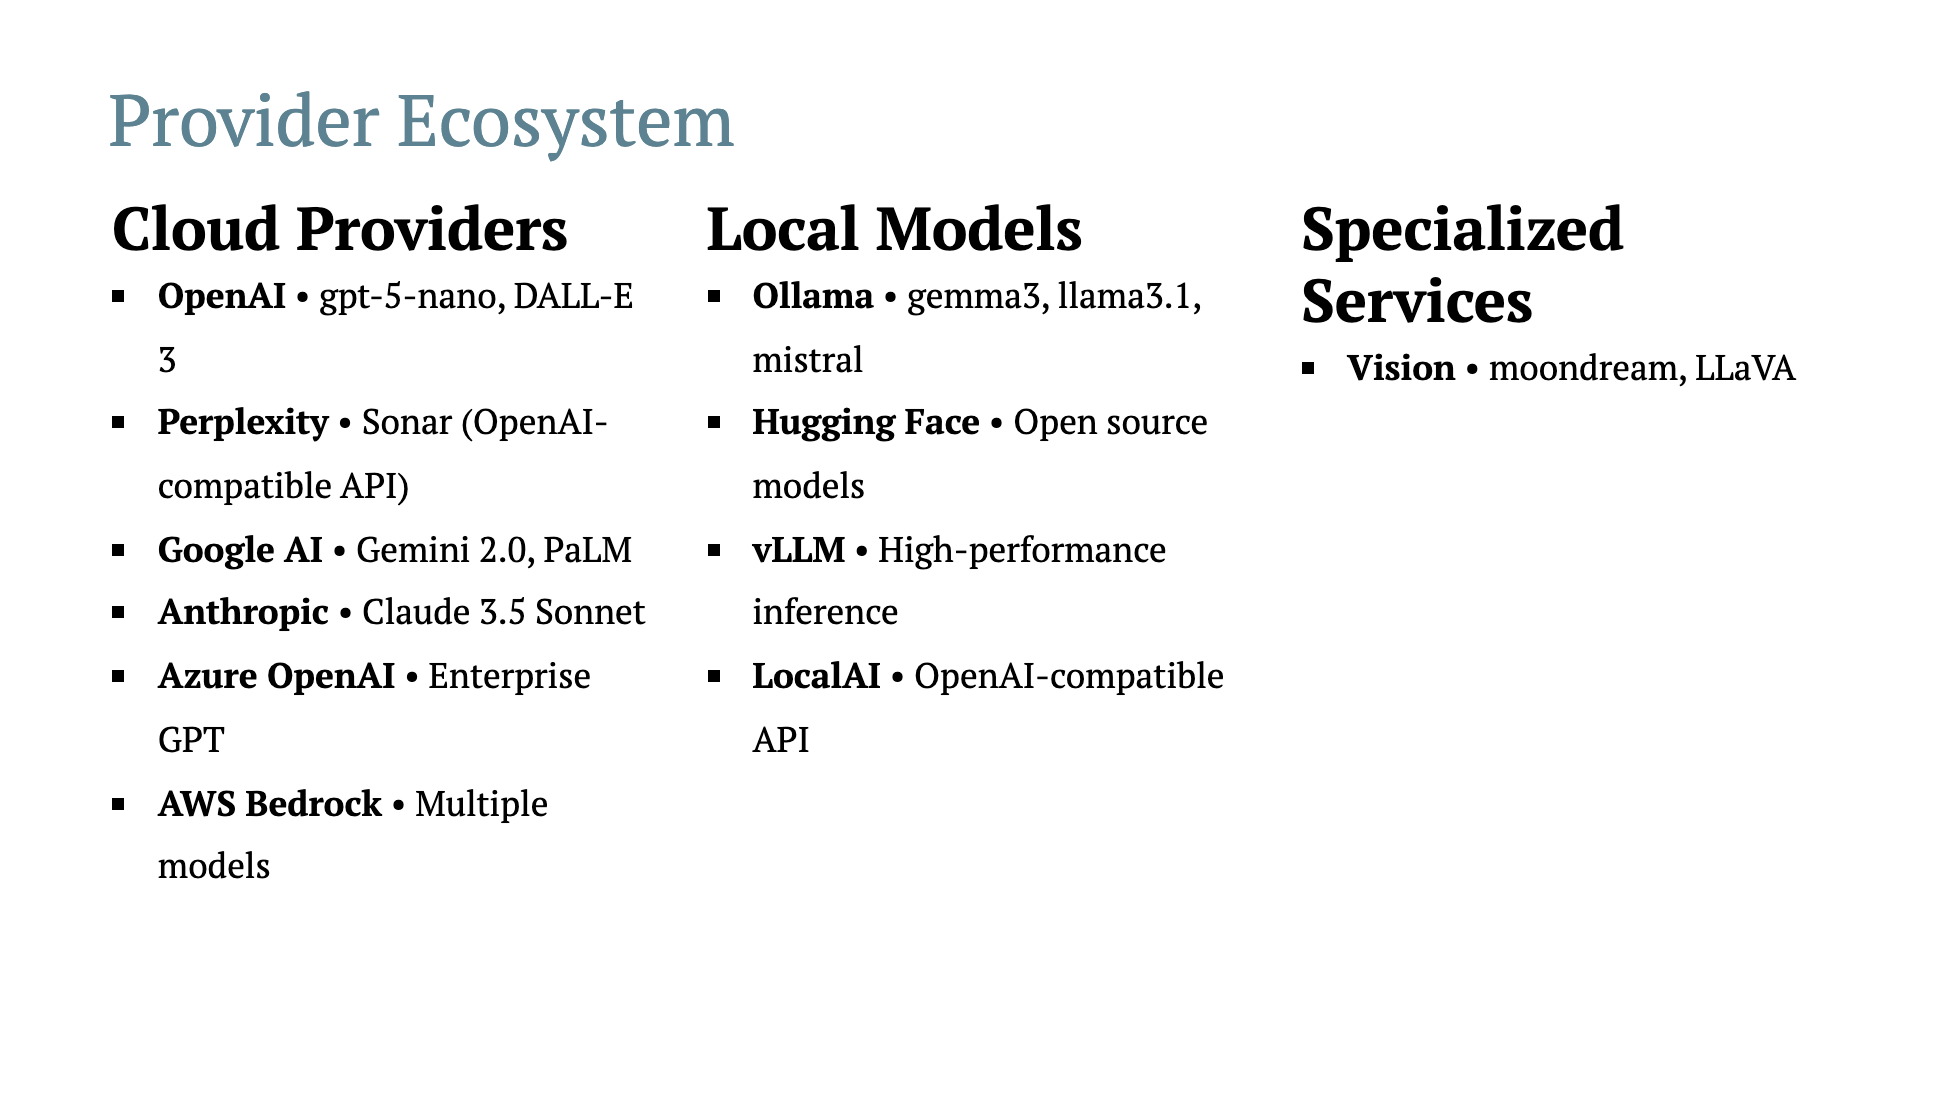 Provider Ecosystem
Cloud Providers
▪ OpenAI • gpt-5-nano, DALL-E
3
▪ Perplexity • Sonar (OpenAI-
compatible API)
▪ Google AI • Gemini 2.0, PaLM
▪ Anthropic • Claude 3.5 Sonnet
▪ Azure OpenAI • Enterprise
GPT
▪ AWS Bedrock • Multiple
models
Local Models
▪ Ollama • gemma3, llama3.1,
mistral
▪ Hugging Face • Open source
models
▪ vLLM • High-performance
inference
▪ LocalAI • OpenAI-compatible
API
Specialized
Services
▪ Vision • moondream, LLaVA